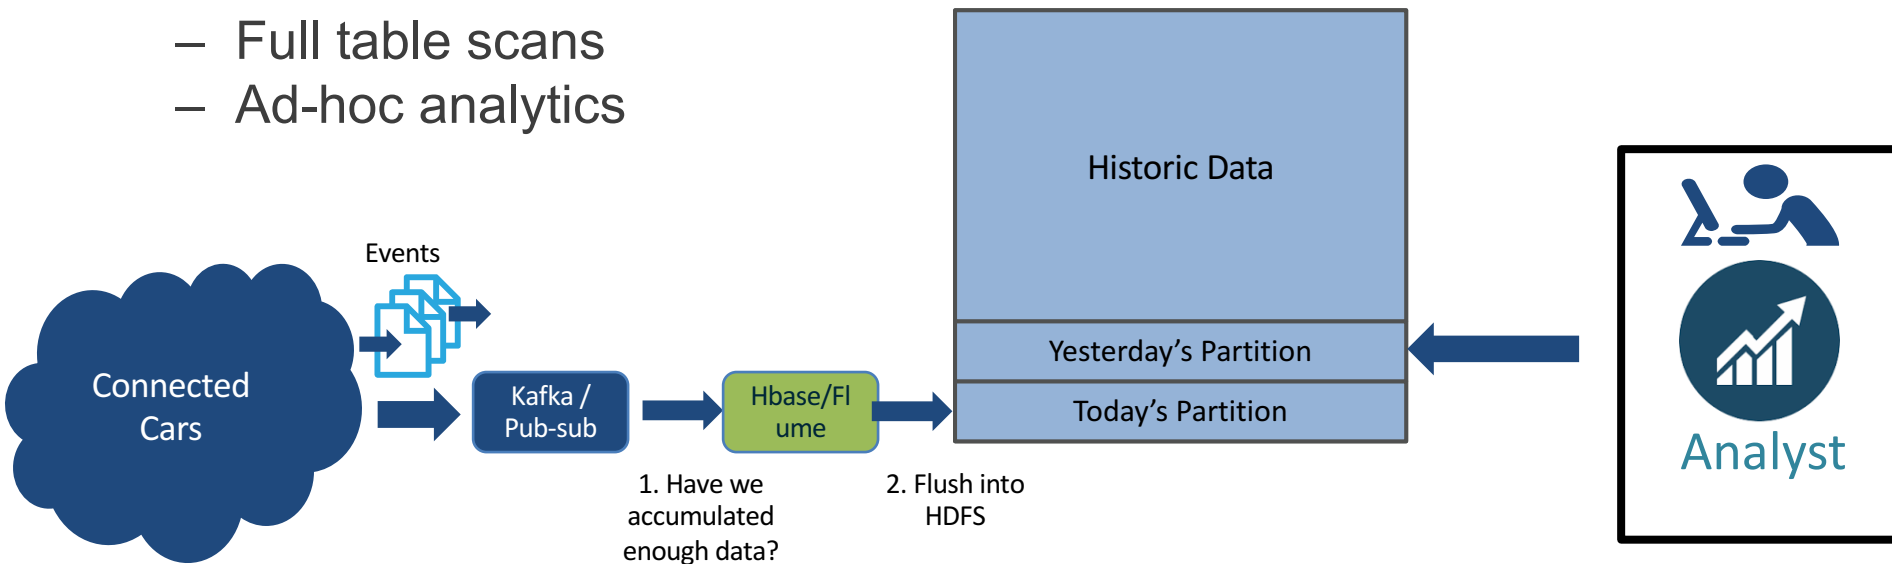 – Full table scans
– Ad-hoc analytics
Historic Data
Events
Yesterday's Partition
Connected
Cars
Kafka /
Pub-sub
Hbase/Fl
ume
Today's Partition
Analyst
1. Have we
accumulated
enough data?
2. Flush into
HDFS